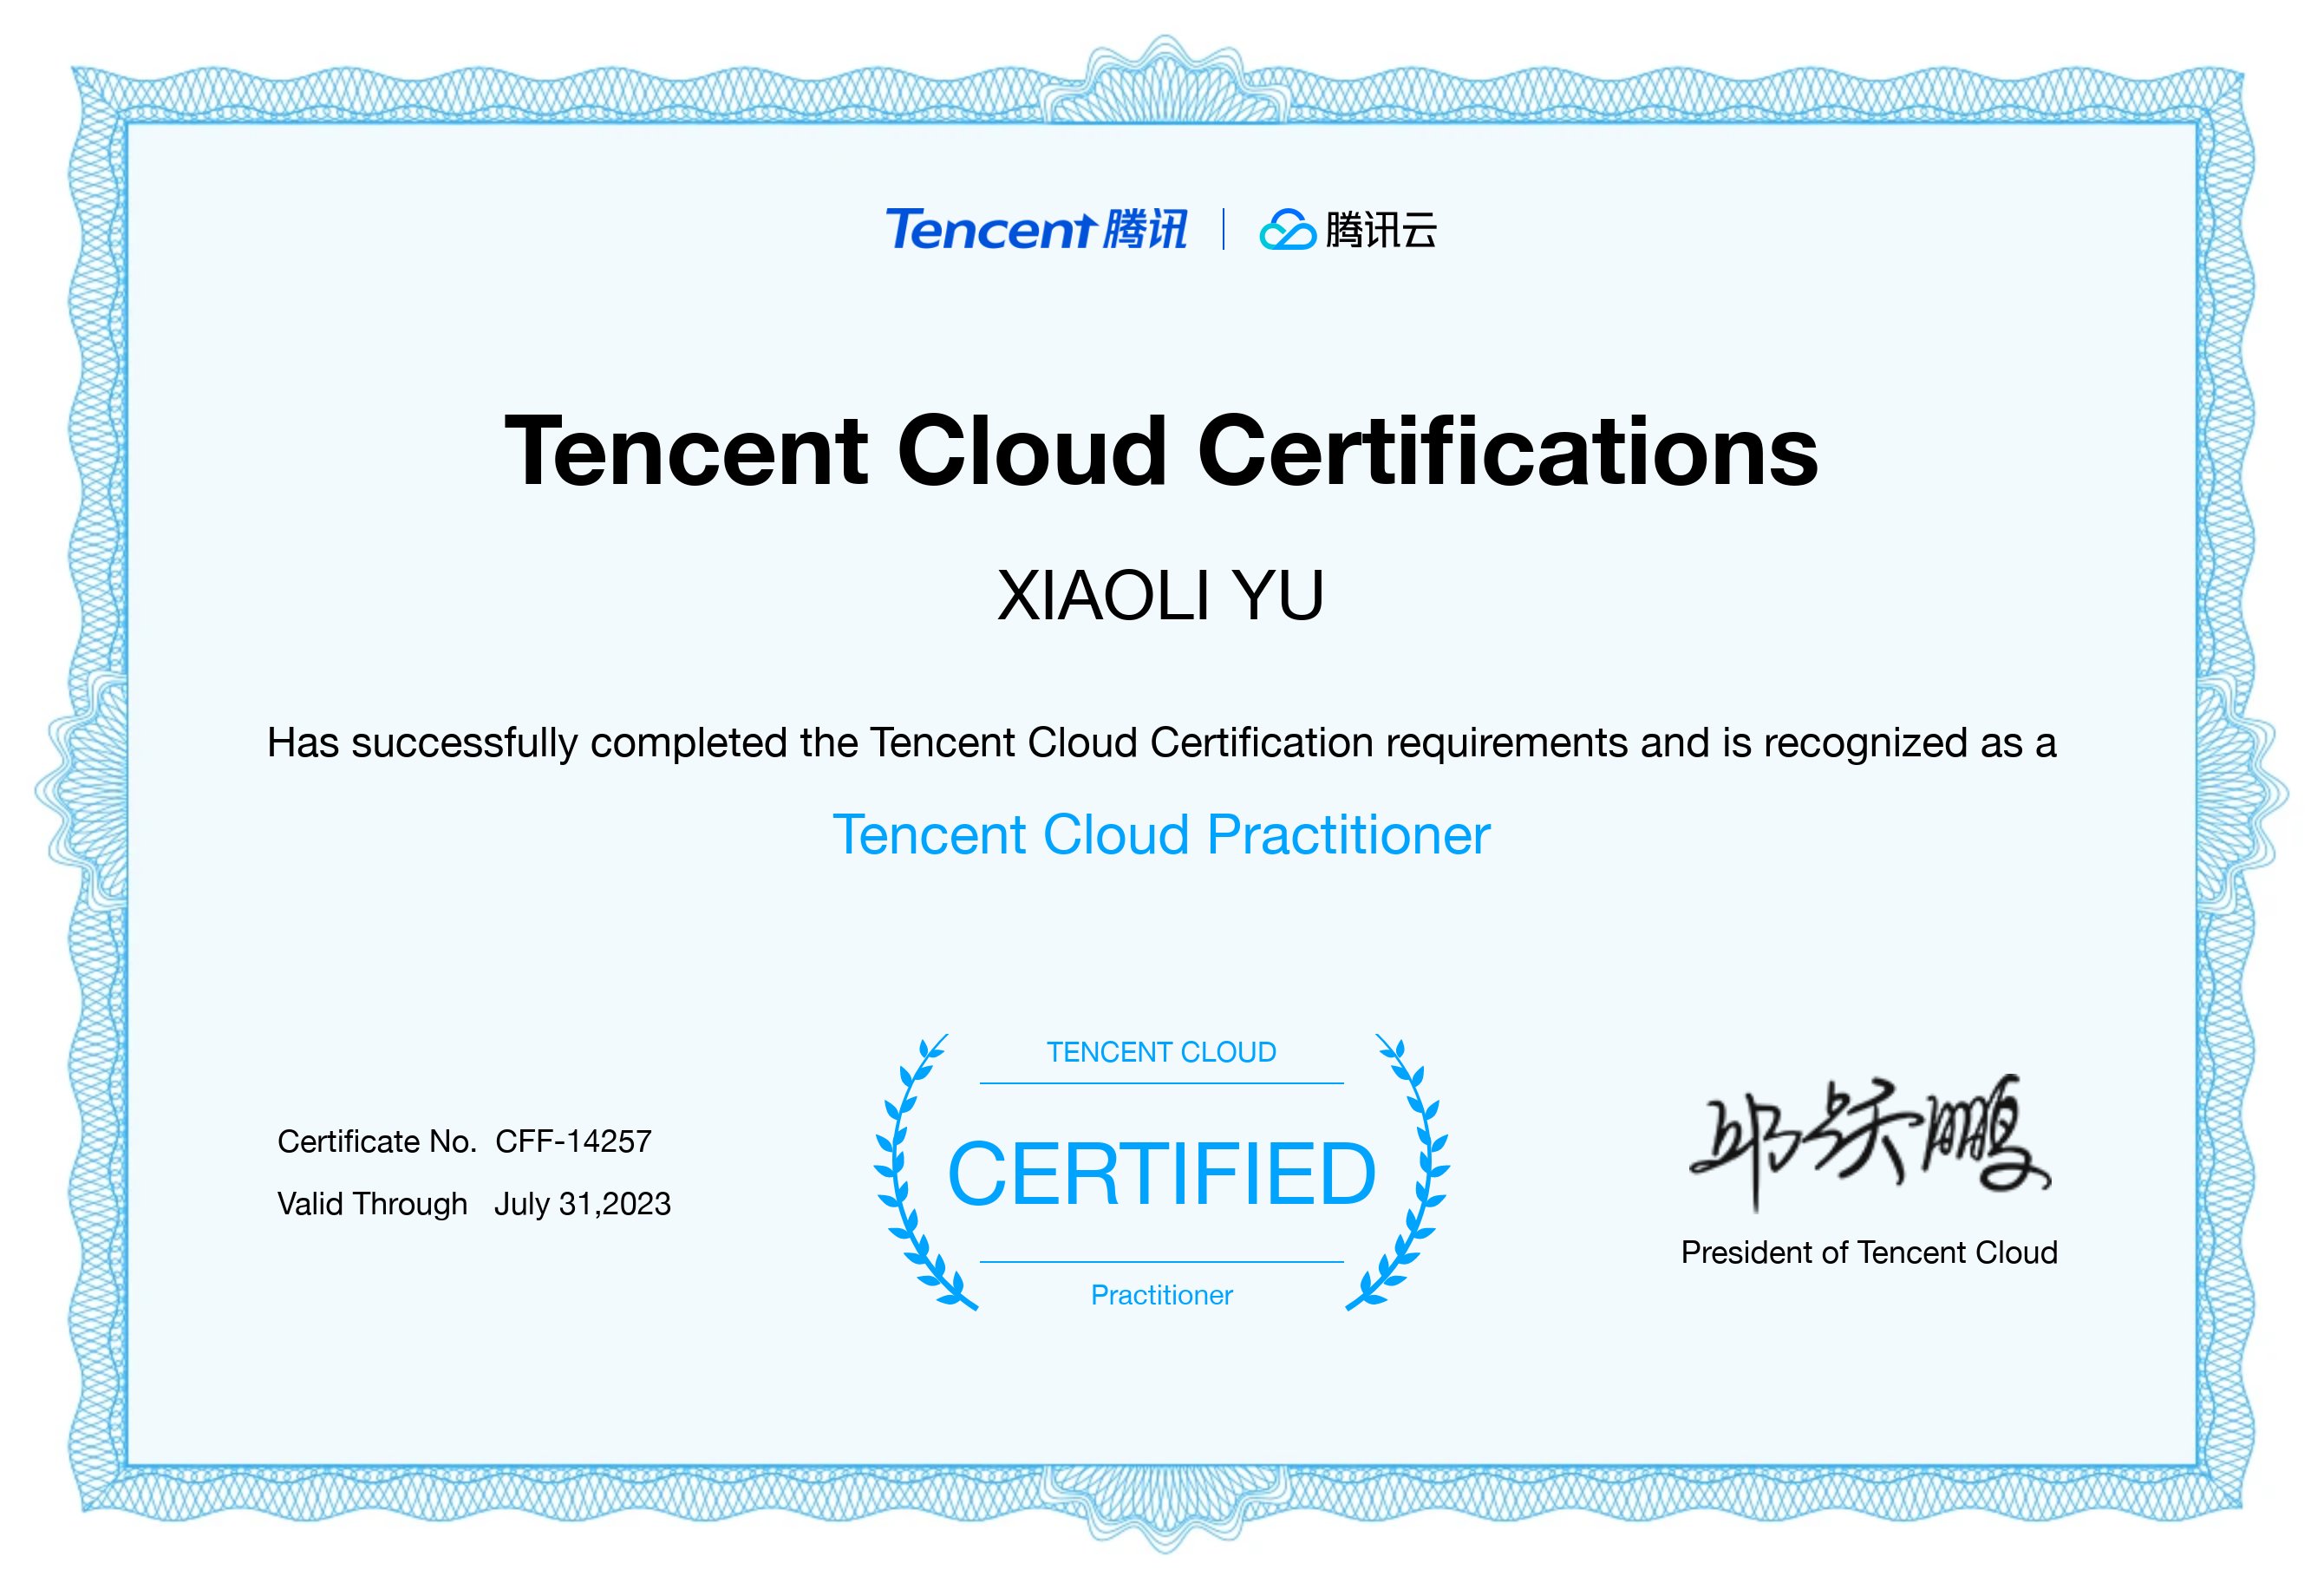 Tencent 腾讯 | 腾讯云
Tencent Cloud Certifications
XIAOLI YU
Has successfully completed the Tencent Cloud Certification requirements and is recognized as a
Tencent Cloud Practitioner
TENCENT CLOUD
CERTIFIED
Practitioner
Certificate No. CFF-14257
Valid Through July 31,2023
邱跃鹏
President of Tencent Cloud